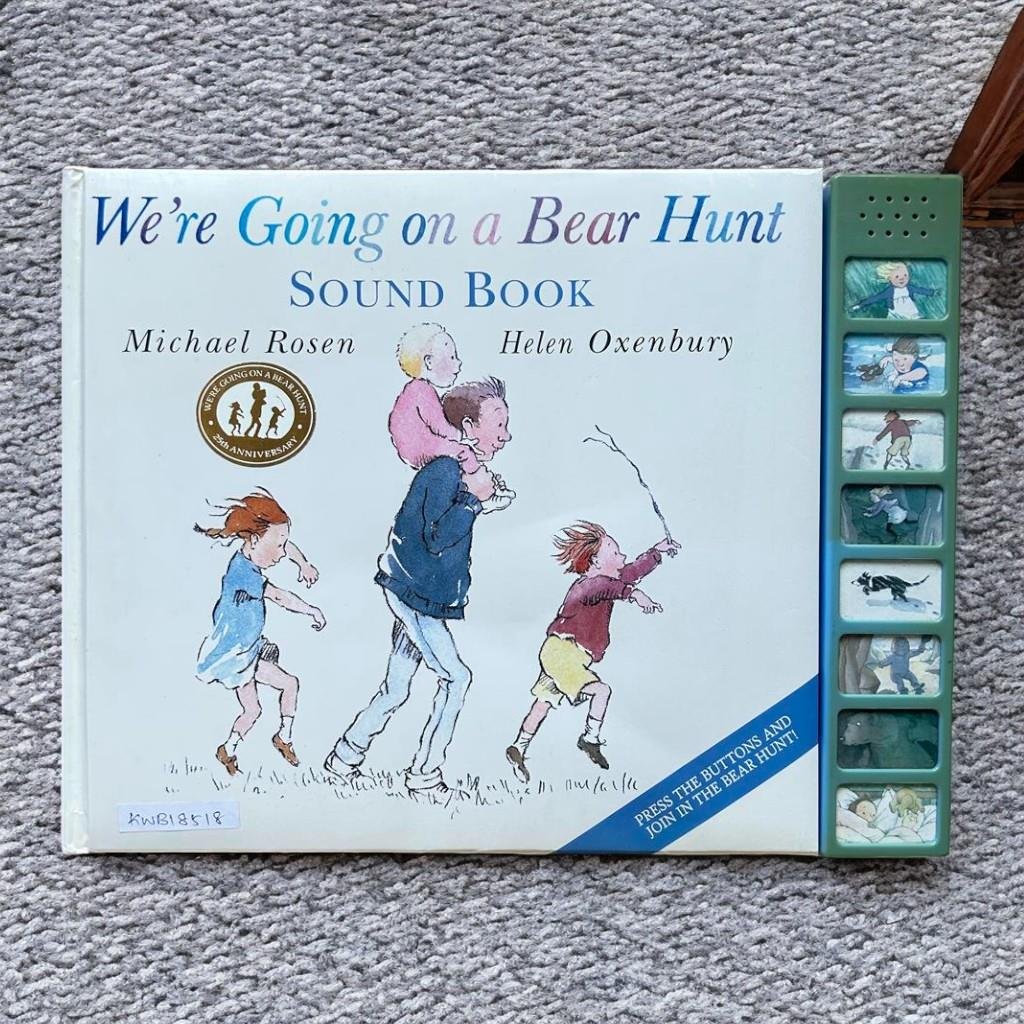 We're Going on a Bear Hunt
SOUND BOOK
Michael Rosen
Helen Oxenbury
WE'RE GOING ON A BEAR HUNT
25th ANNIVERSARY
PRESS THE BUTTONS AND
JOIN IN THE BEAR HUNT!
KWB18518